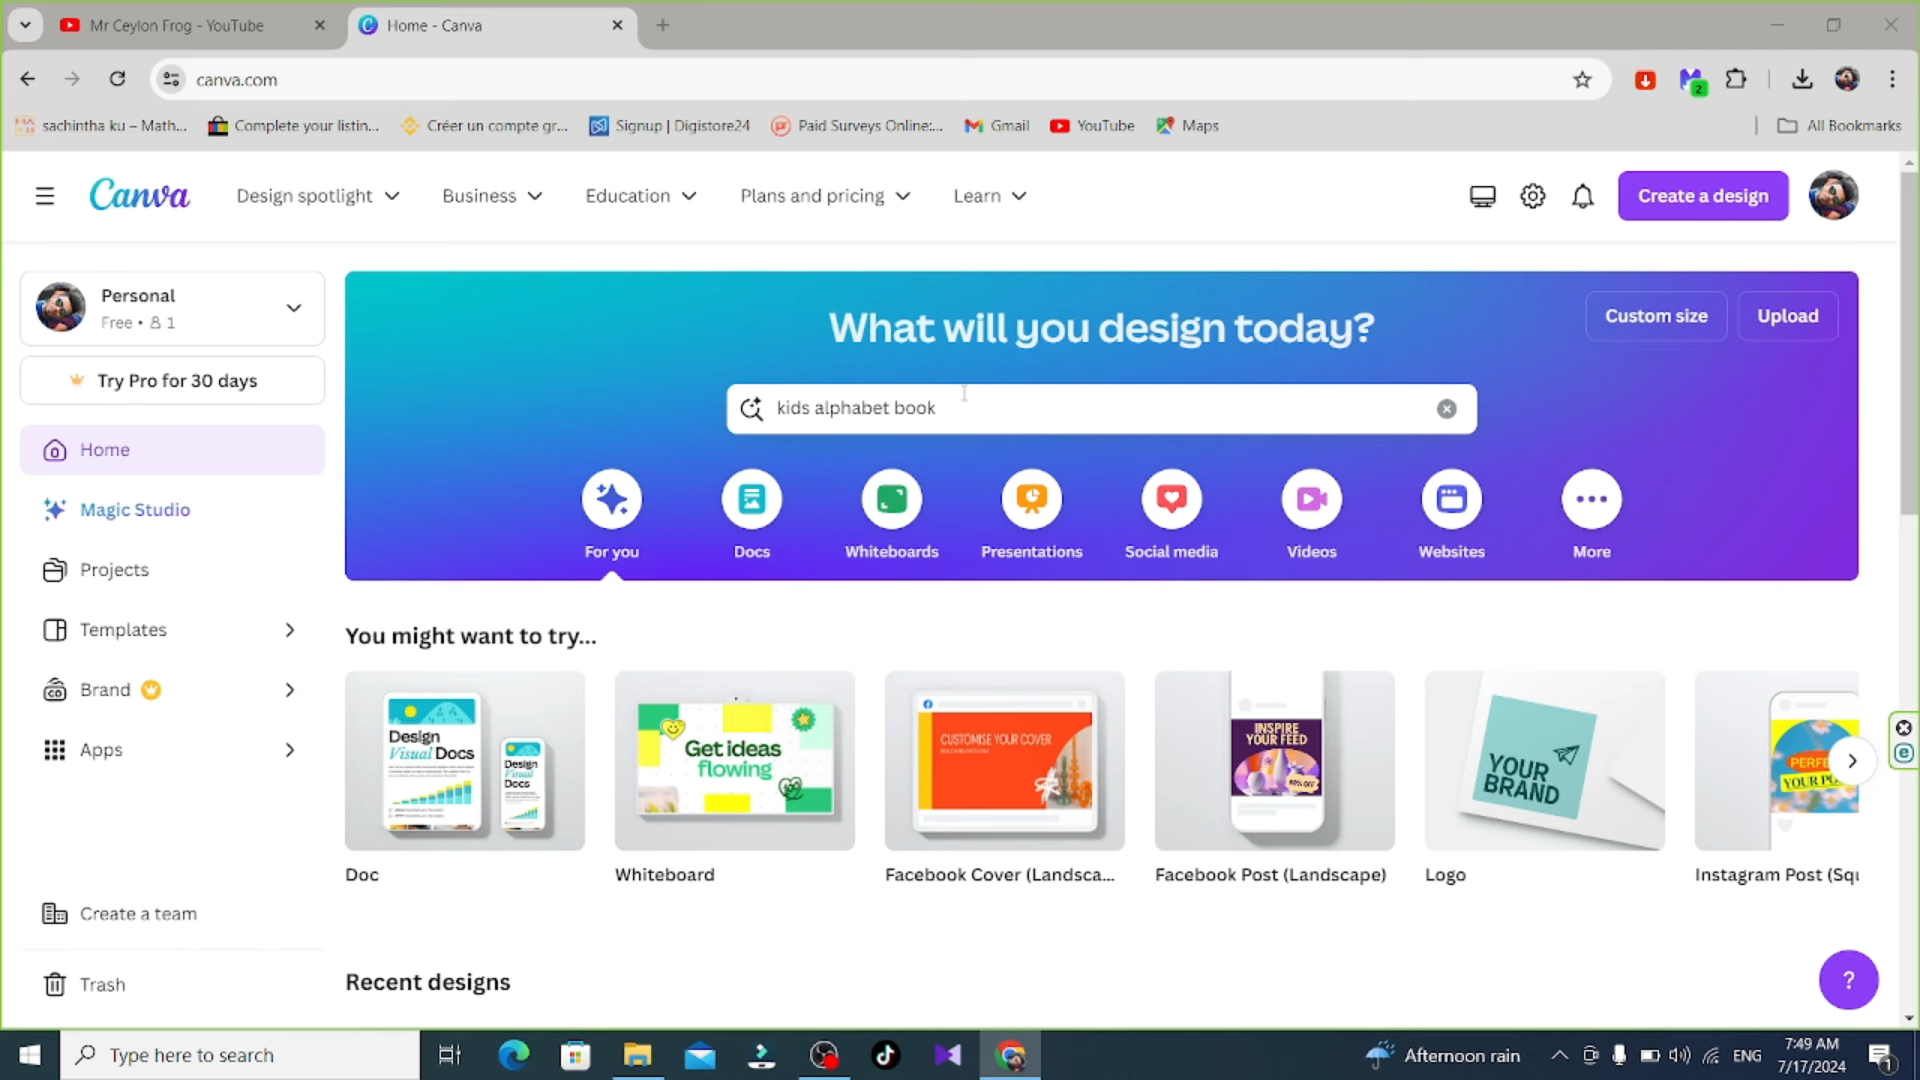 Mr Ceylon Frog - YouTube
Home - Canva
canva.com
2
sachintha ku – Math...
Complete your listin...
Créer un compte gr...
Signup | Digistore24
Paid Surveys Online:...
Gmail
YouTube
Maps
All Bookmarks
Canva
Design spotlight
Business
Education
Plans and pricing
Learn
Create a design
Personal
Free • 1
Try Pro for 30 days
Home
Magic Studio
Projects
Templates
Brand
Apps
Create a team
Trash
What will you design today?
Custom size
Upload
kids alphabet book
For you
Docs
Whiteboards
Presentations
Social media
Videos
Websites
More
You might want to try...
Design
Visual Docs
Design
Visual
Docs
Get ideas
flowing
CUSTOMISE YOUR COVER
INSPIRE
YOUR FEED
YOUR
BRAND
Doc
Whiteboard
Facebook Cover (Landsca...
Facebook Post (Landscape)
Logo
Instagram Post (Squ
Recent designs
?
Type here to search
Afternoon rain
ENG
7:49 AM
7/17/2024
1